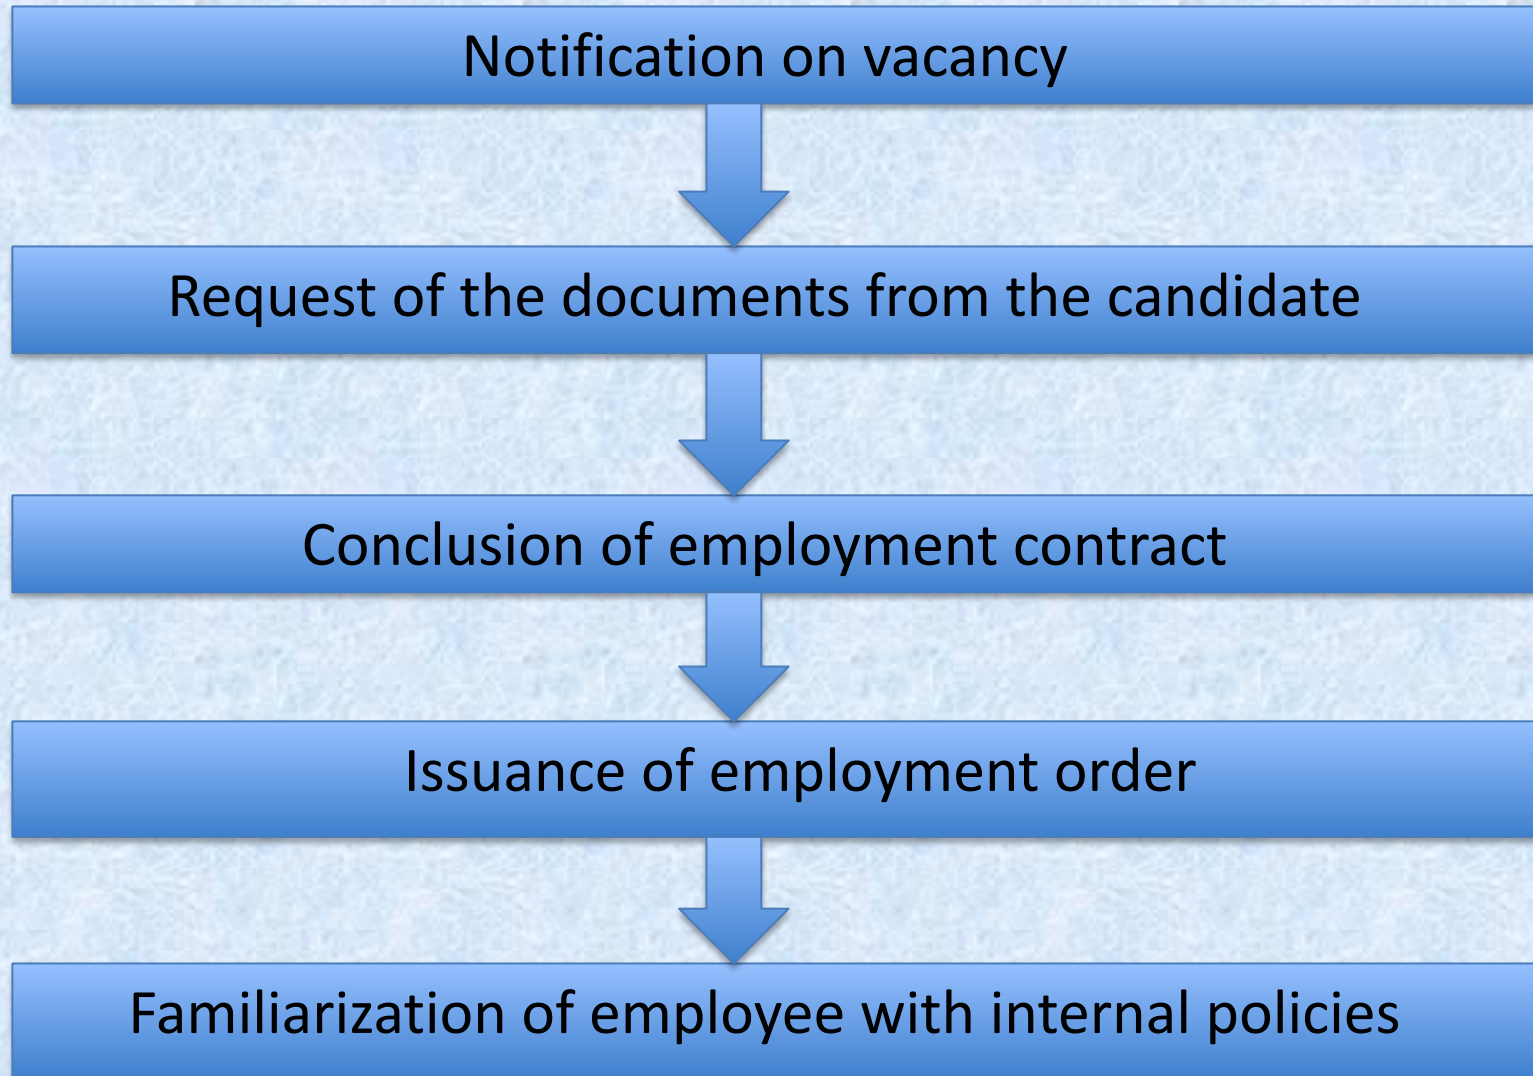 Notification on vacancy
Request of the documents from the candidate
Conclusion of employment contract
Issuance of employment order
Familiarization of employee with internal policies